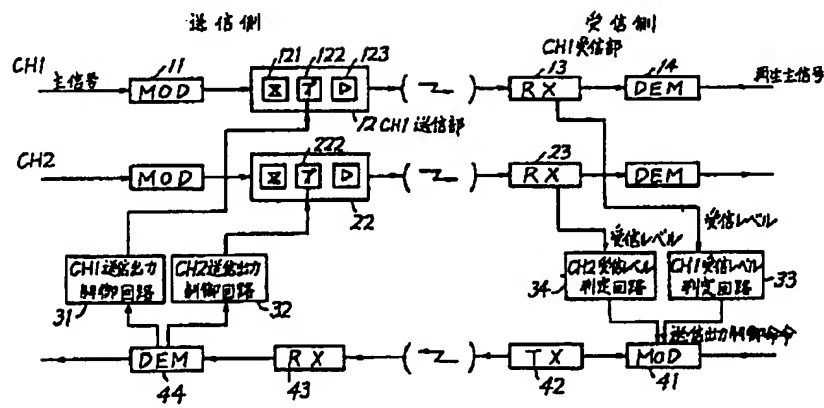 送信側
受信側
CH1受信部
CH1
主信号
11
MOD
121
122
123
T
12 CH1送信部
13
RX
14
DEM
再生主信号
CH2
MOD
222
T
22
23
RX
DEM
受信レベル
受信レベル
CH1送信出力
制御回路
31
CH2送信出力
制御回路
32
CH2受信レベル
判定回路
34
CH1受信レベル
判定回路
33
送信出力制御命令
DEM
44
RX
43
TX
42
MOD
41